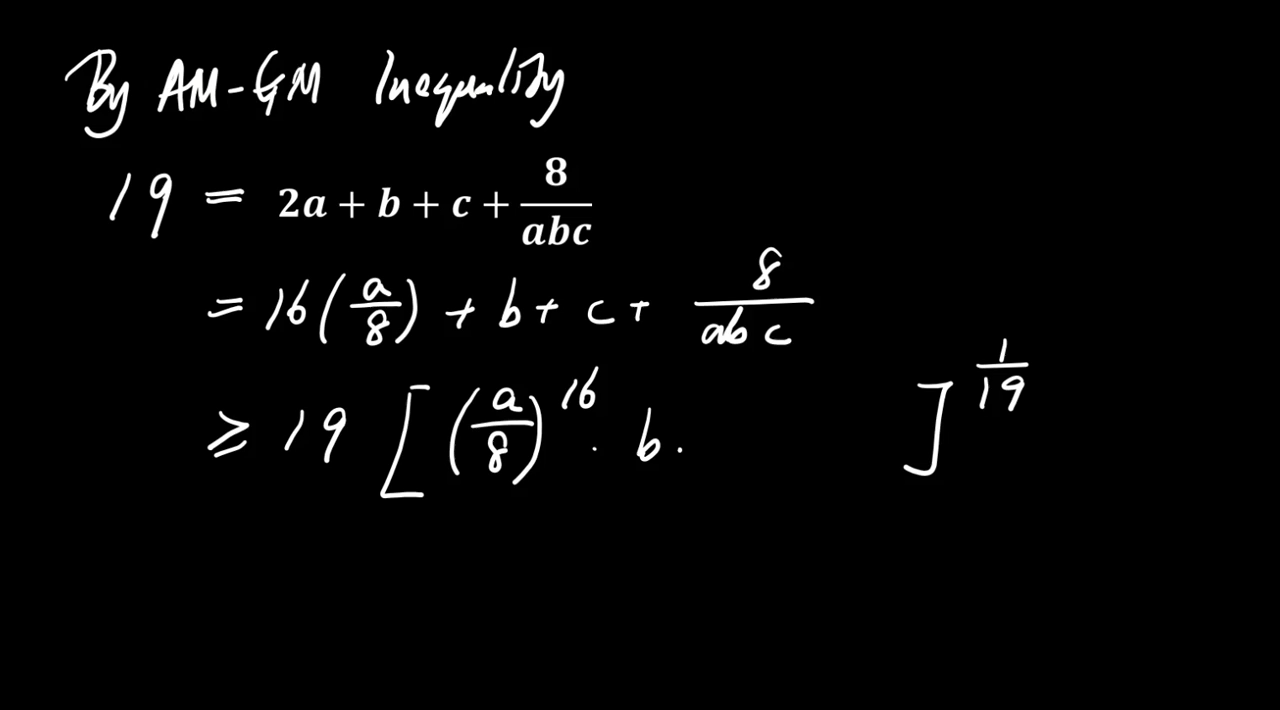 By AM-GM Inequality
19 = 2a + b + c + 8/abc
= 16(a/8) + b + c + 8/abc
≥ 19 [(a/8)^16 · b · ]^1/19